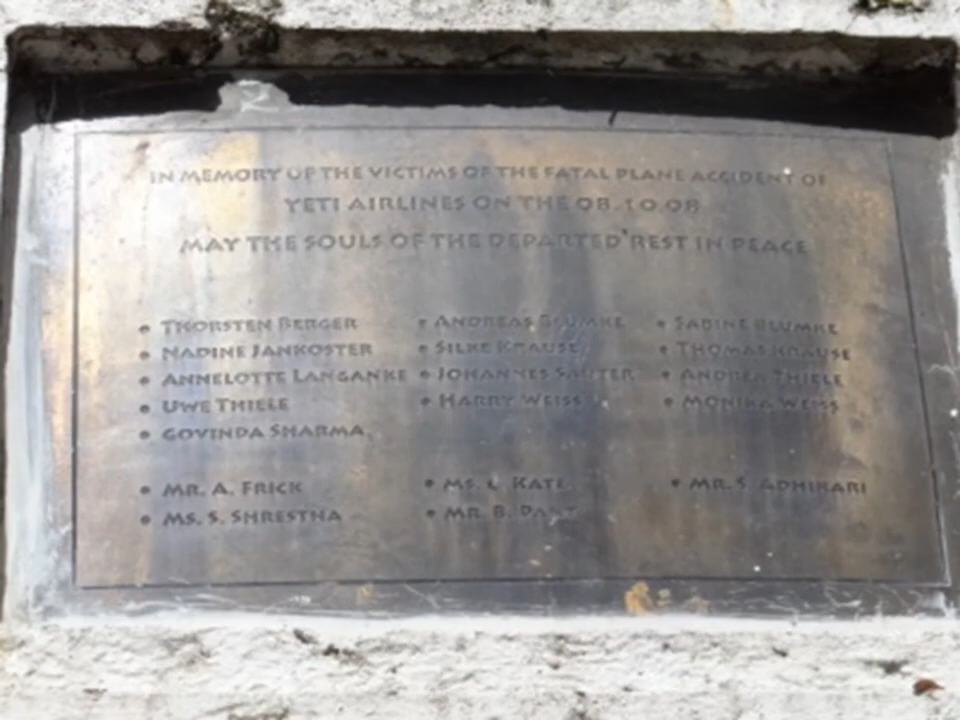 IN MEMORY OF THE VICTIMS OF THE FATAL PLANE ACCIDENT OF
YETI AIRLINES ON THE 08.10.08
MAY THE SOULS OF THE DEPARTED REST IN PEACE
• THORSTEN BERGER • ANDREAS BLUMKE • SABINE BLUMKE
• NADINE JANKOSTER • SILKE KRAUSE • THOMAS KRAUSE
• ANNELOTTE LANGANKE • JOHANNES SAUTER • ANDREA THIELE
• UWE THIELE • HARRY WEISS • MONIKA WEISS
• GOVINDA SHARMA
• MR. A. FRICK • MS. KATE • MR. S. ADHIKARI
• MS. S. SHRESTHA • MR. B.